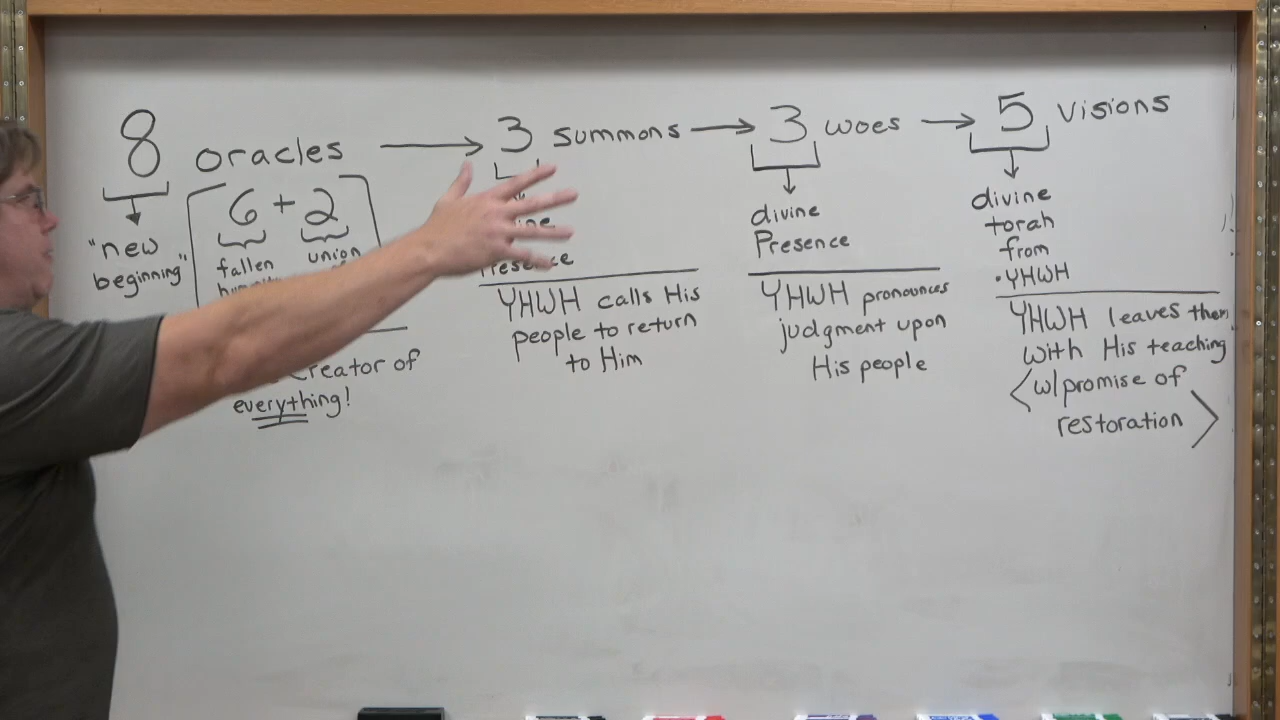 8 oracles → 3 summons → 3 woes → 5 visions
"new beginning"
6 + 2
fallen
union
creator of
everything!
Presence
YHWH calls His
people to return
to Him
divine
Presence
YHWH pronounces
judgment upon
His people
divine
torah
from
YHWH
YHWH leaves them
with His teaching
w/promise of
restoration